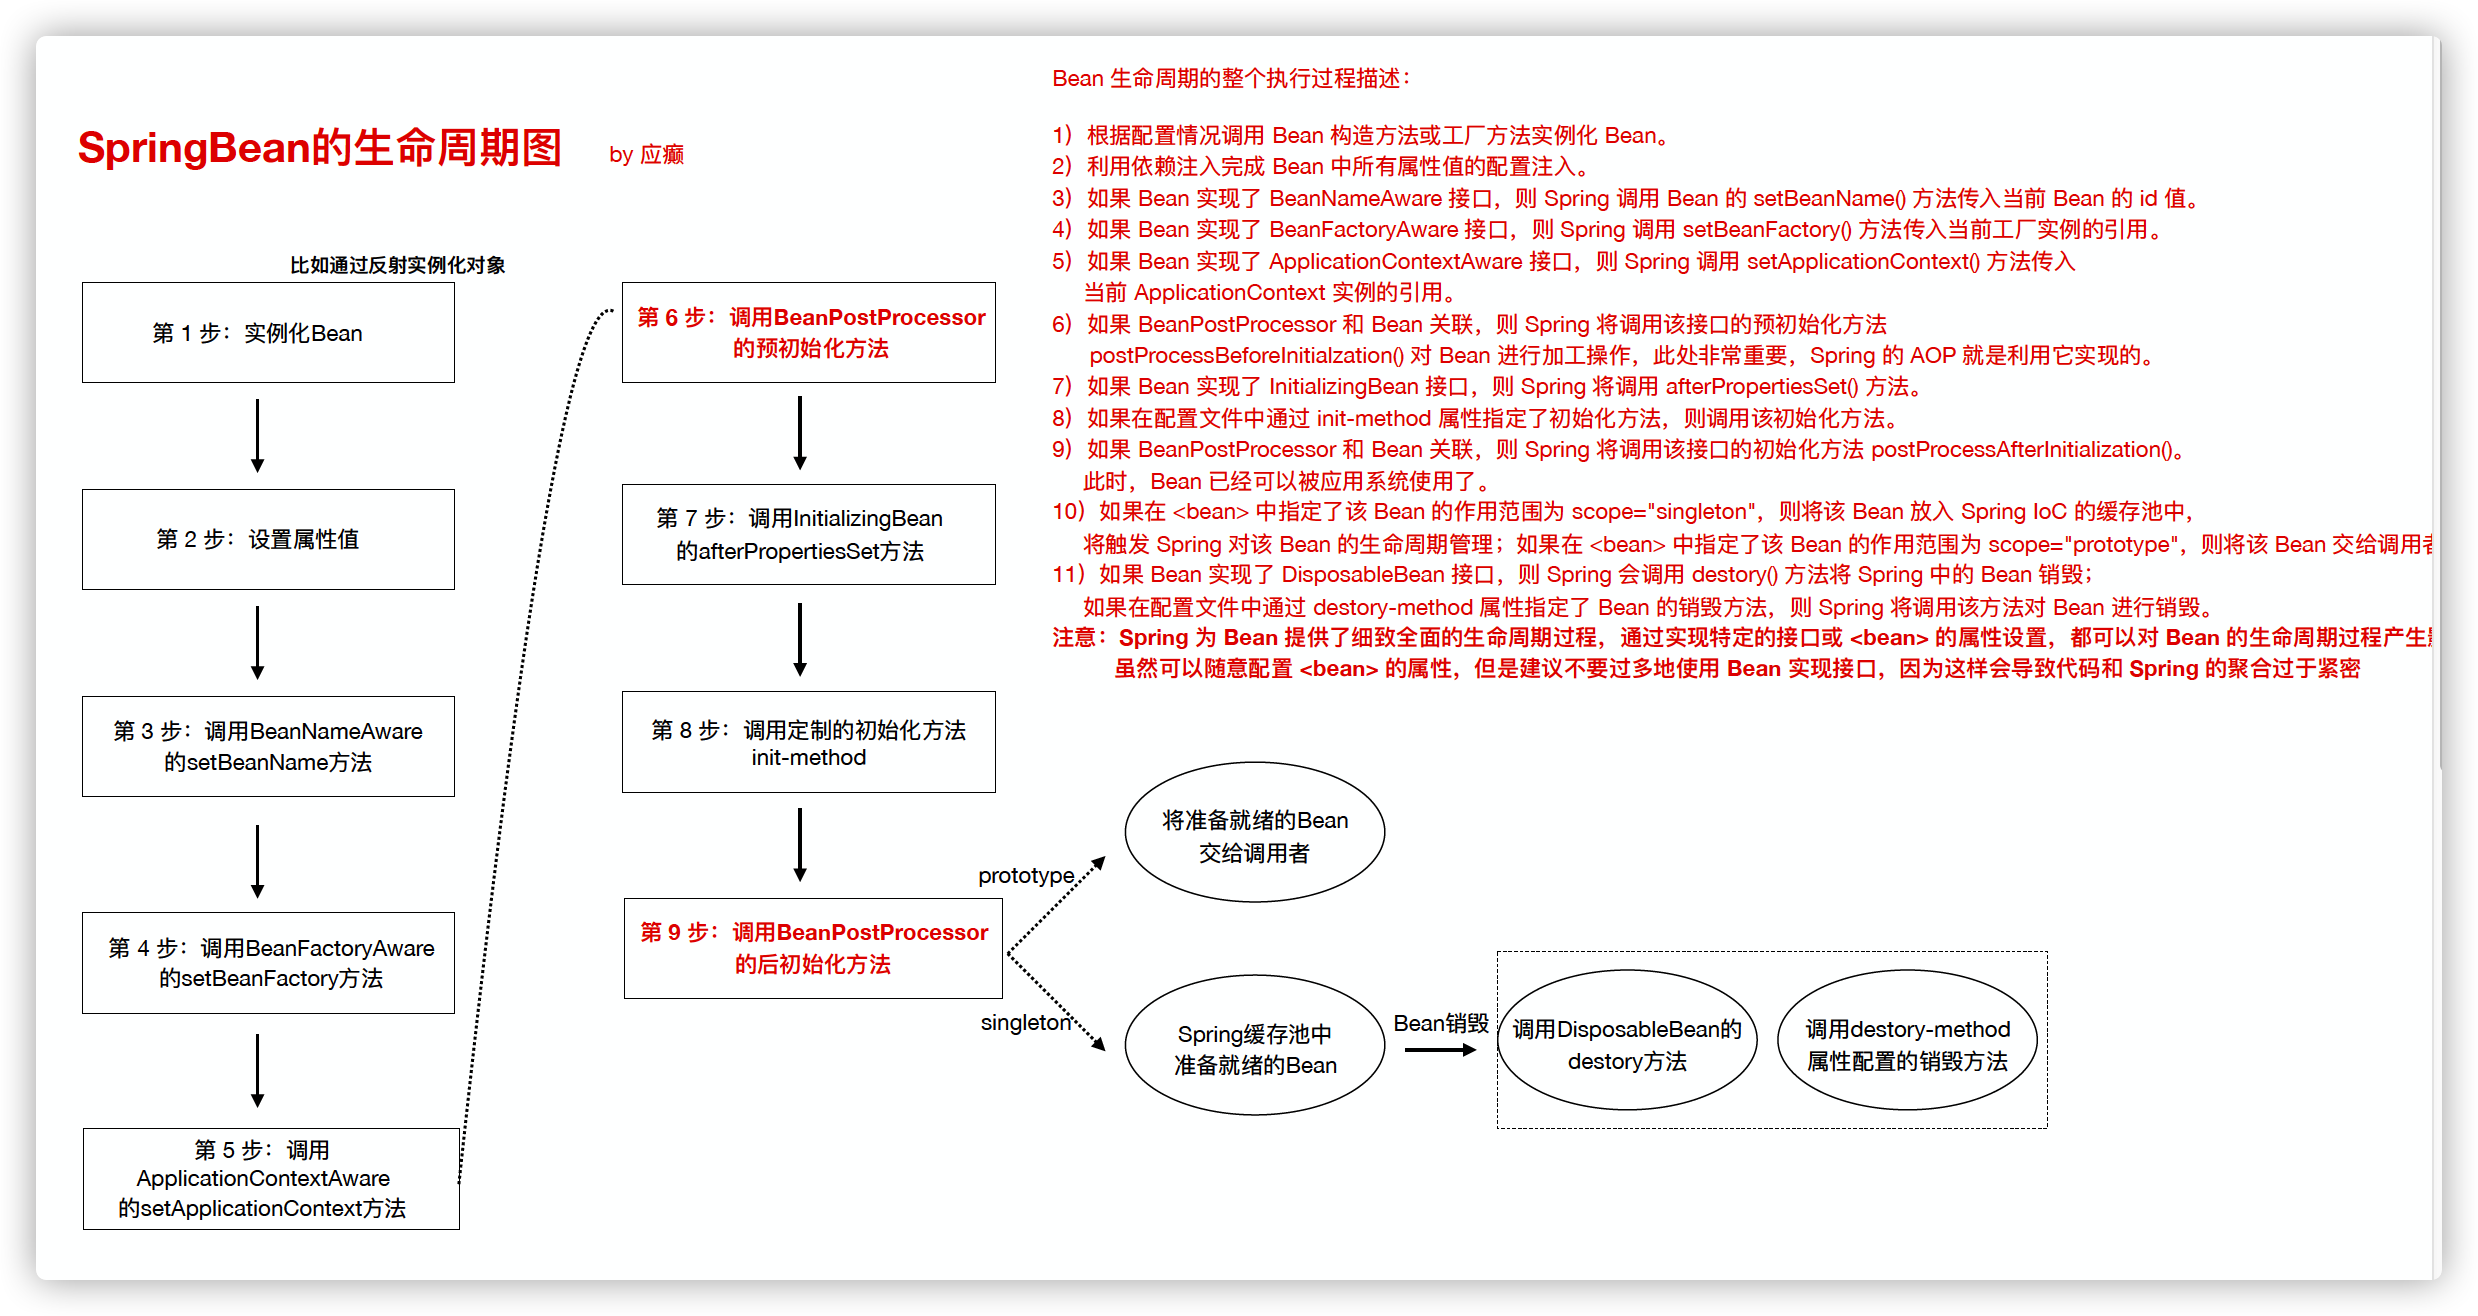 SpringBean的生命周期图 by 应癫
比如通过反射实例化对象
第 1 步：实例化Bean
第 2 步：设置属性值
第 3 步：调用BeanNameAware
的setBeanName方法
第 4 步：调用BeanFactoryAware
的setBeanFactory方法
第 5 步：调用
ApplicationContextAware
的setApplicationContext方法
第 6 步：调用BeanPostProcessor
的预初始化方法
第 7 步：调用InitializingBean
的afterPropertiesSet方法
第 8 步：调用定制的初始化方法
init-method
第 9 步：调用BeanPostProcessor
的后初始化方法
Bean 生命周期的整个执行过程描述：
1）根据配置情况调用 Bean 构造方法或工厂方法实例化 Bean。
2）利用依赖注入完成 Bean 中所有属性值的配置注入。
3）如果 Bean 实现了 BeanNameAware 接口，则 Spring 调用 Bean 的 setBeanName() 方法传入当前 Bean 的 id 值。
4）如果 Bean 实现了 BeanFactoryAware 接口，则 Spring 调用 setBeanFactory() 方法传入当前工厂实例的引用。
5）如果 Bean 实现了 ApplicationContextAware 接口，则 Spring 调用 setApplicationContext() 方法传入
当前 ApplicationContext 实例的引用。
6）如果 BeanPostProcessor 和 Bean 关联，则 Spring 将调用该接口的预初始化方法
postProcessBeforeInitialzation() 对 Bean 进行加工操作，此处非常重要，Spring 的 AOP 就是利用它实现的。
7）如果 Bean 实现了 InitializingBean 接口，则 Spring 将调用 afterPropertiesSet() 方法。
8）如果在配置文件中通过 init-method 属性指定了初始化方法，则调用该初始化方法。
9）如果 BeanPostProcessor 和 Bean 关联，则 Spring 将调用该接口的初始化方法 postProcessAfterInitialization()。
此时，Bean 已经可以被应用系统使用了。
10）如果在 <bean> 中指定了该 Bean 的作用范围为 scope="singleton"，则将该 Bean 放入 Spring IoC 的缓存池中，
将触发 Spring 对该 Bean 的生命周期管理；如果在 <bean> 中指定了该 Bean 的作用范围为 scope="prototype"，则将该 Bean 交给调用
11）如果 Bean 实现了 DisposableBean 接口，则 Spring 会调用 destory() 方法将 Spring 中的 Bean 销毁；
如果在配置文件中通过 destory-method 属性指定了 Bean 的销毁方法，则 Spring 将调用该方法对 Bean 进行销毁。
注意：Spring 为 Bean 提供了细致全面的生命周期过程，通过实现特定的接口或 <bean> 的属性设置，都可以对 Bean 的生命周期过程产生
虽然可以随意配置 <bean> 的属性，但是建议不要过多地使用 Bean 实现接口，因为这样会导致代码和 Spring 的聚合过于紧密
prototype
将准备就绪的Bean
交给调用者
singleton
Spring缓存池中
准备就绪的Bean
Bean销毁
调用DisposableBean的
destory方法
调用destory-method
属性配置的销毁方法